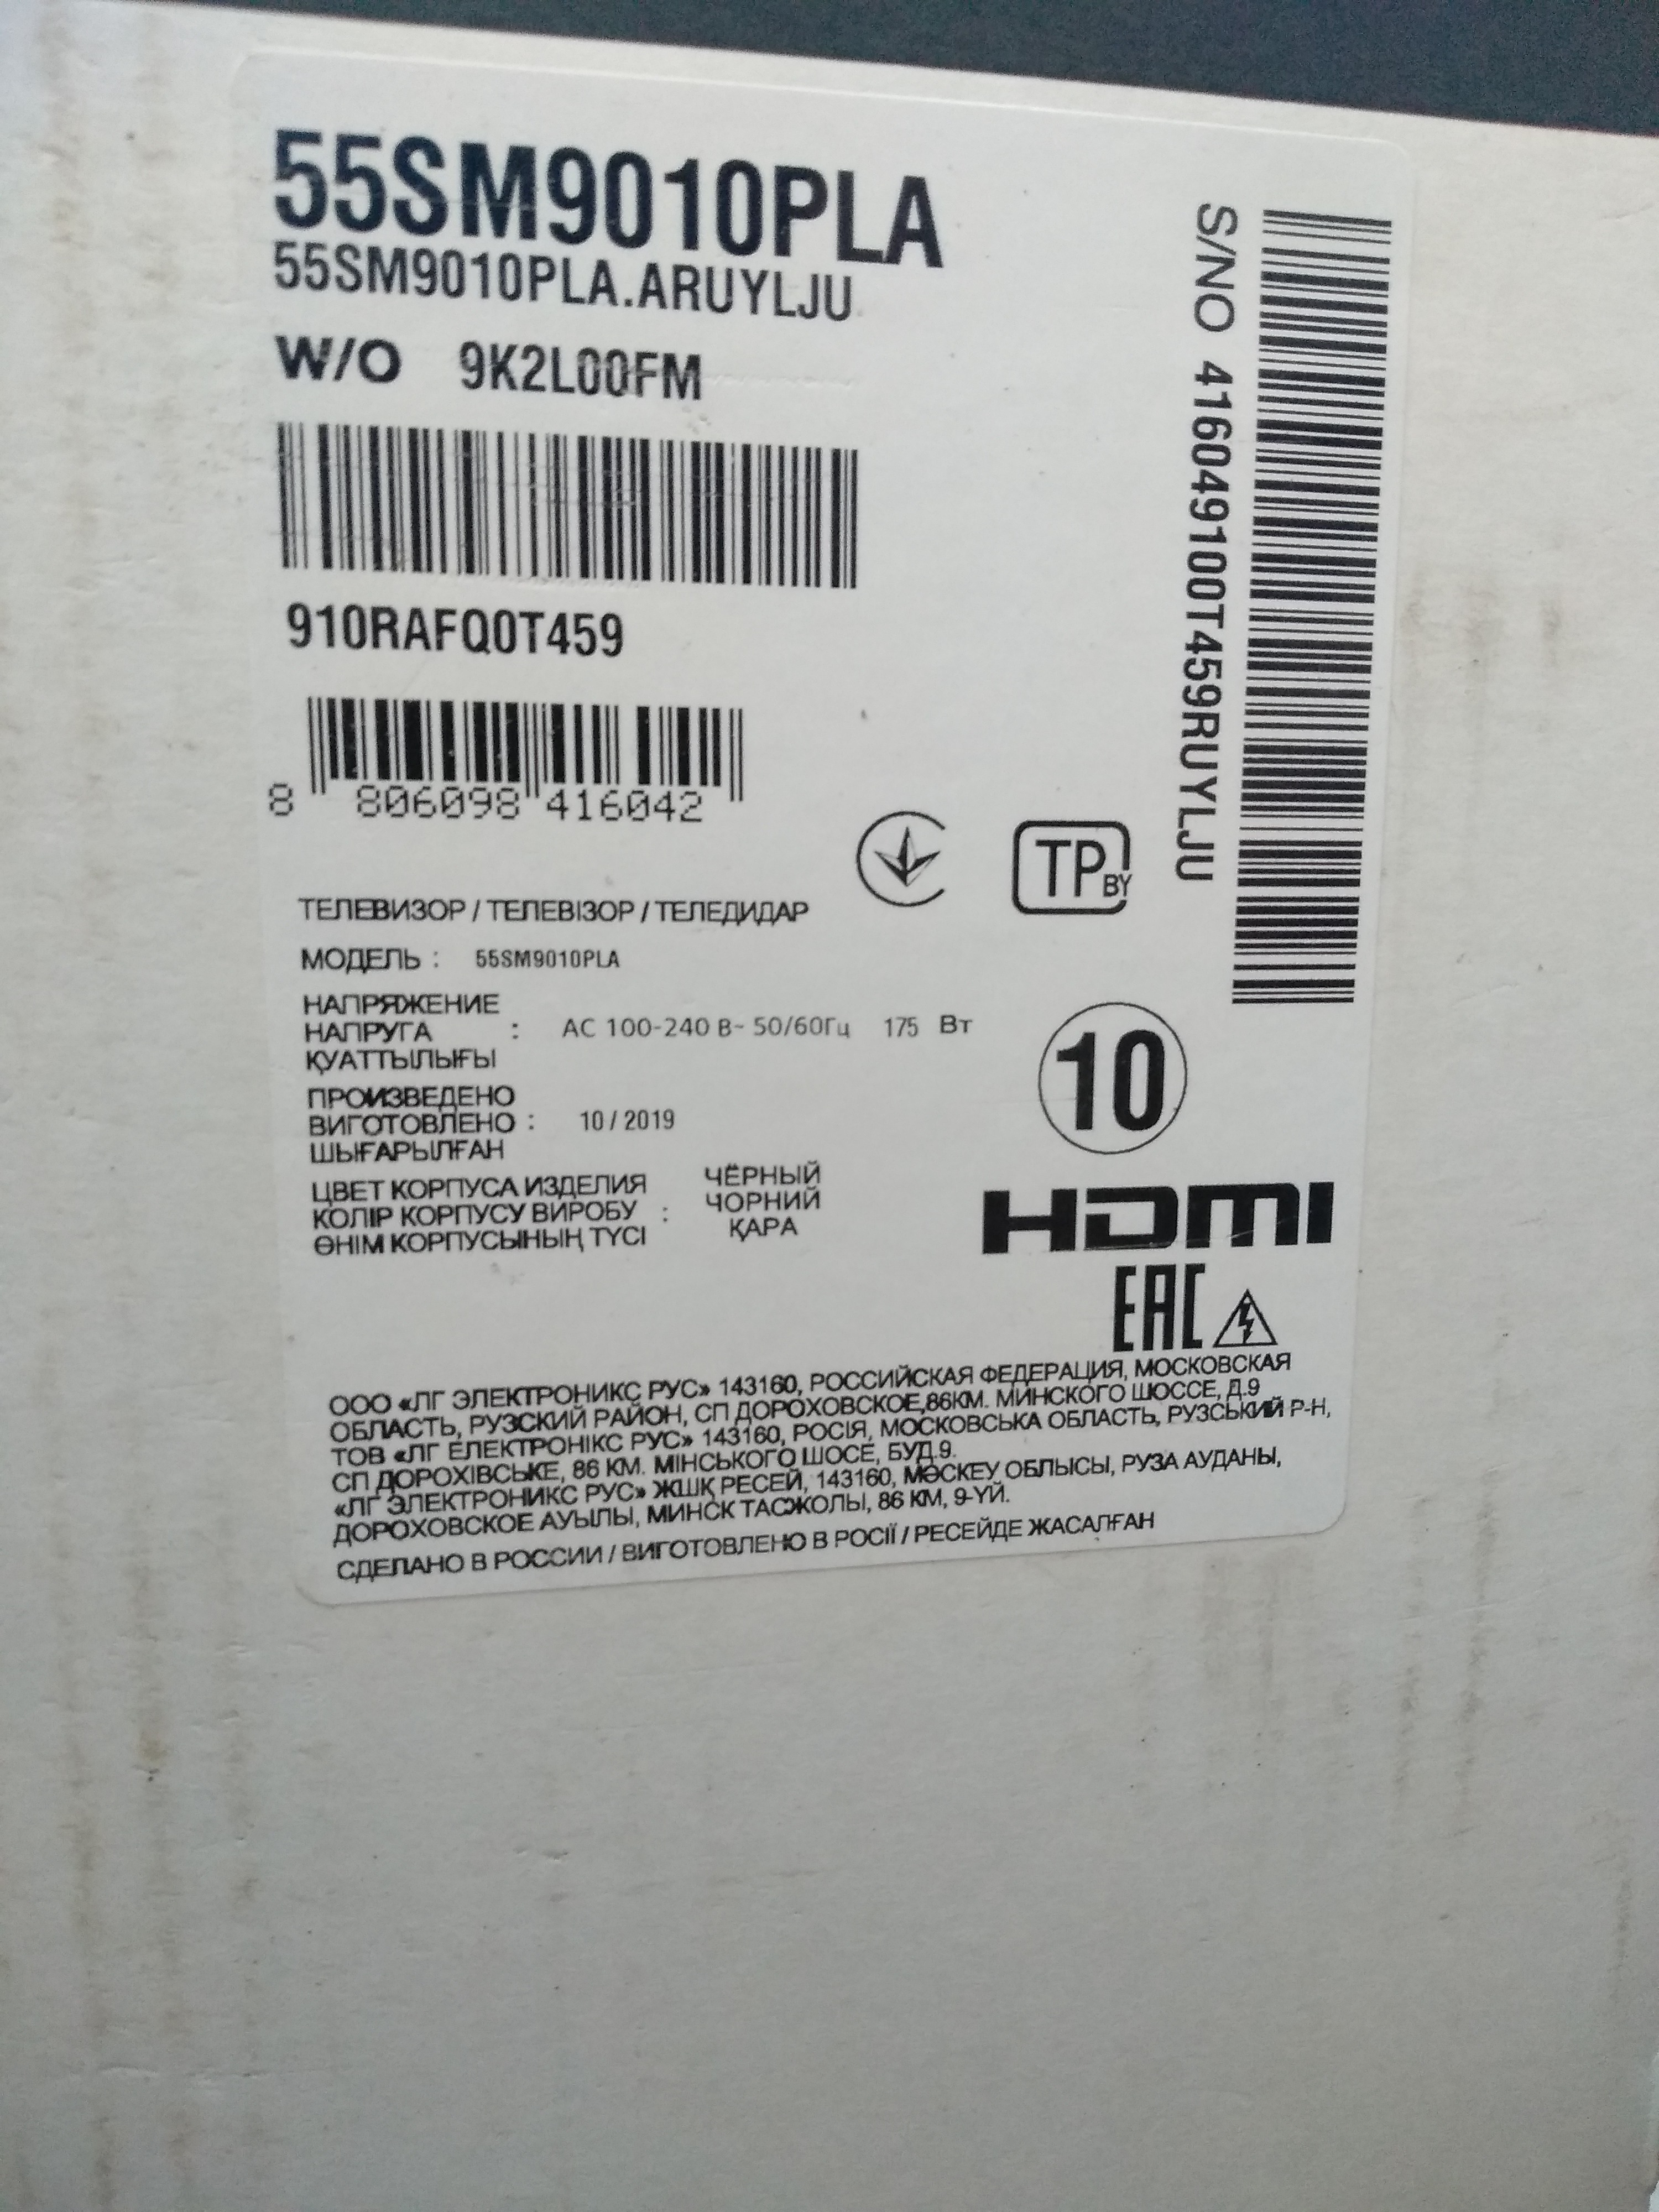 55SM9010PLA
55SM9010PLA.ARUYLJU
W/O 9K2L00FM
910RAFQ0T459
8 806098 416042
S/NO 416049100T459RUYLJU
TP BY
ТЕЛЕВИЗОР / ТЕЛЕВІЗОР / ТЕЛЕДИДАР
МОДЕЛЬ : 55SM9010PLA
НАПРЯЖЕНИЕ
НАПРУГА : AC 100-240 В~ 50/60Гц 175 Вт
ҚУАТТЫЛЫҒЫ
ПРОИЗВЕДЕНО
ВИГОТОВЛЕНО : 10 / 2019
ШЫҒАРЫЛҒАН
10
ЦВЕТ КОРПУСА ИЗДЕЛИЯ ЧЁРНЫЙ
КОЛІР КОРПУСУ ВИРОБУ : ЧОРНИЙ
ӨНІМ КОРПУСЫНЫҢ ТҮСІ ҚАРА
HDMI
EAC
ООО «ЛГ ЭЛЕКТРОНИКС РУС» 143160, РОССИЙСКАЯ ФЕДЕРАЦИЯ, МОСКОВСКАЯ
ОБЛАСТЬ, РУЗСКИЙ РАЙОН, СП ДОРОХОВСКОЕ,86КМ. МИНСКОГО ШОССЕ, Д.9
ТОВ «ЛГ ЕЛЕКТРОНІКС РУС» 143160, РОСІЯ, МОСКОВСЬКА ОБЛАСТЬ, РУЗСЬКИЙ Р-Н,
СП ДОРОХІВСЬКЕ, 86 КМ. МІНСЬКОГО ШОСЕ, БУД.9.
«ЛГ ЭЛЕКТРОНИКС РУС» ЖШҚ РЕСЕЙ, 143160, МӘСКЕУ ОБЛЫСЫ, РУЗА АУДАНЫ,
ДОРОХОВСКОЕ АУЫЛЫ, МИНСК ТАСЖОЛЫ, 86 КМ, 9-ҮЙ.
СДЕЛАНО В РОССИИ / ВИГОТОВЛЕНО В РОСІЇ / РЕСЕЙДЕ ЖАСАЛҒАН